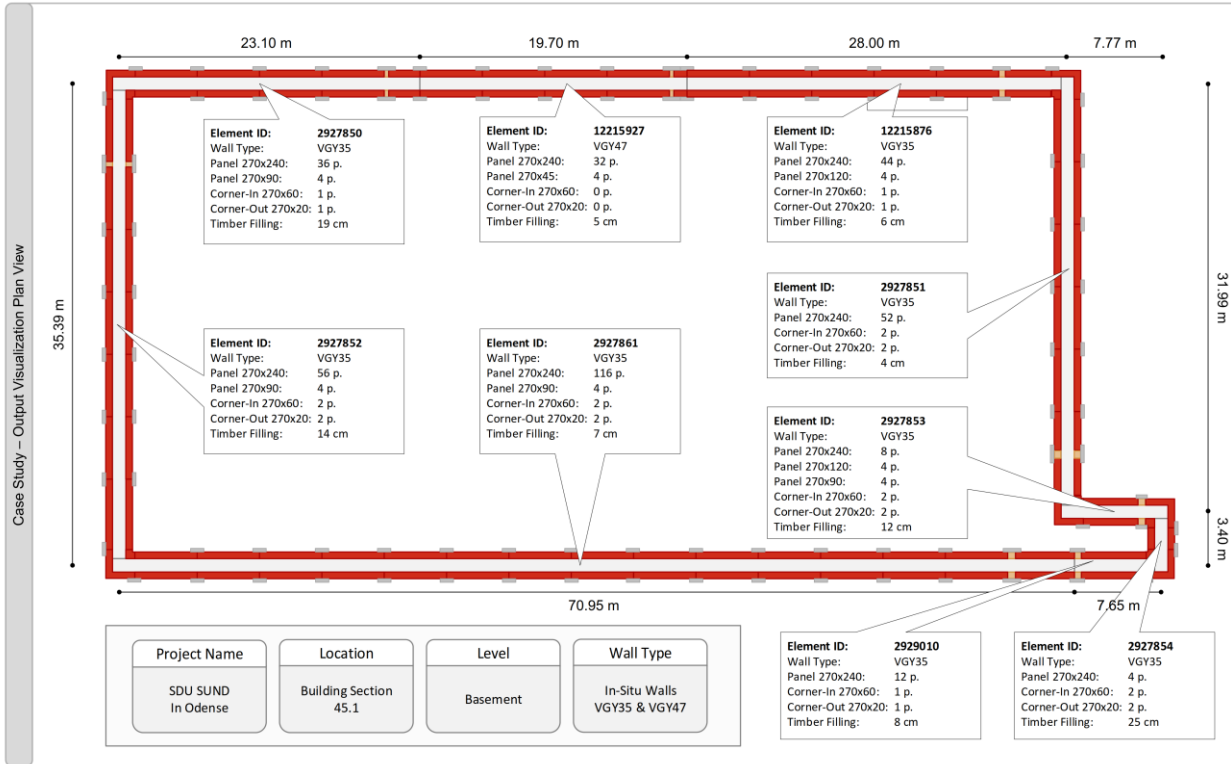 Case Study – Output Visualization Plan View
23.10 m
19.70 m
28.00 m
7.77 m
35.39 m
31.99 m
3.40 m
70.95 m
7.65 m
Element ID: 2927850
Wall Type: VGY35
Panel 270x240: 36 p.
Panel 270x90: 4 p.
Corner-In 270x60: 1 p.
Corner-Out 270x20: 1 p.
Timber Filling: 19 cm
Element ID: 12215927
Wall Type: VGY47
Panel 270x240: 32 p.
Panel 270x45: 4 p.
Corner-In 270x60: 0 p.
Corner-Out 270x20: 0 p.
Timber Filling: 5 cm
Element ID: 12215876
Wall Type: VGY35
Panel 270x240: 44 p.
Panel 270x120: 4 p.
Corner-In 270x60: 1 p.
Corner-Out 270x20: 1 p.
Timber Filling: 6 cm
Element ID: 2927851
Wall Type: VGY35
Panel 270x240: 52 p.
Corner-In 270x60: 2 p.
Corner-Out 270x20: 2 p.
Timber Filling: 4 cm
Element ID: 2927852
Wall Type: VGY35
Panel 270x240: 56 p.
Panel 270x90: 4 p.
Corner-In 270x60: 2 p.
Corner-Out 270x20: 2 p.
Timber Filling: 14 cm
Element ID: 2927861
Wall Type: VGY35
Panel 270x240: 116 p.
Panel 270x90: 4 p.
Corner-In 270x60: 2 p.
Corner-Out 270x20: 2 p.
Timber Filling: 7 cm
Element ID: 2927853
Wall Type: VGY35
Panel 270x240: 8 p.
Panel 270x120: 4 p.
Panel 270x90: 4 p.
Corner-In 270x60: 2 p.
Corner-Out 270x20: 2 p.
Timber Filling: 12 cm
Element ID: 2929010
Wall Type: VGY35
Panel 270x240: 12 p.
Corner-In 270x60: 1 p.
Corner-Out 270x20: 1 p.
Timber Filling: 8 cm
Element ID: 2927854
Wall Type: VGY35
Panel 270x240: 4 p.
Corner-In 270x60: 2 p.
Corner-Out 270x20: 2 p.
Timber Filling: 25 cm
Project Name
SDU SUND
In Odense
Location
Building Section
45.1
Level
Basement
Wall Type
In-Situ Walls
VGY35 & VGY47